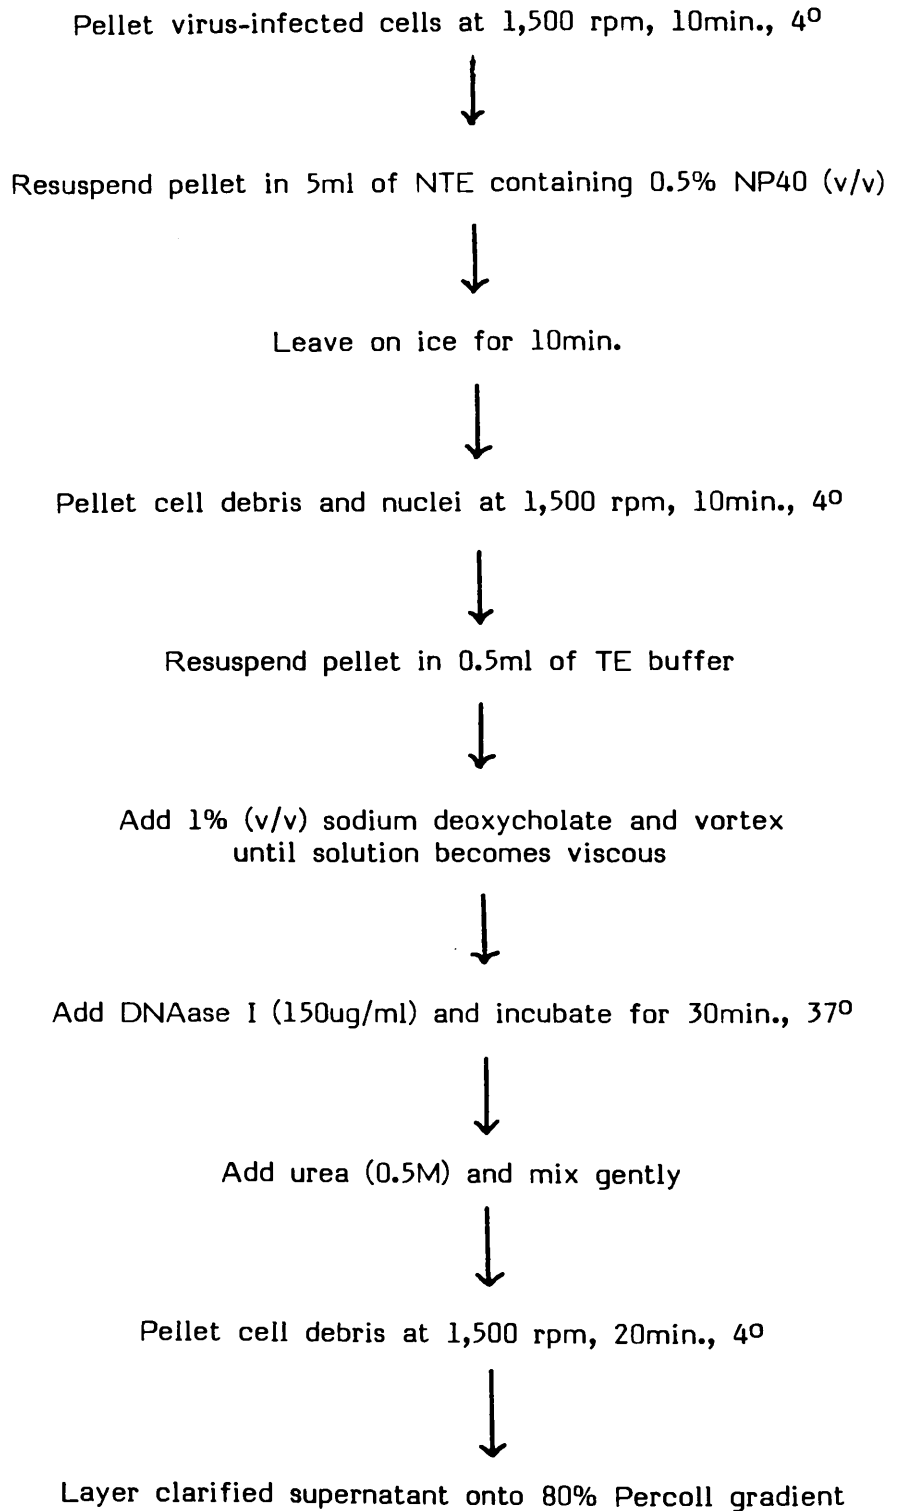 Pellet virus-infected cells at 1,500 rpm, 10min., 4º
Resuspend pellet in 5ml of NTE containing 0.5% NP40 (v/v)
Leave on ice for 10min.
Pellet cell debris and nuclei at 1,500 rpm, 10min., 4º
Resuspend pellet in 0.5ml of TE buffer
Add 1% (v/v) sodium deoxycholate and vortex
until solution becomes viscous
Add DNAase I (150ug/ml) and incubate for 30min., 37º
Add urea (0.5M) and mix gently
Pellet cell debris at 1,500 rpm, 20min., 4º
Layer clarified supernatant onto 80% Percoll gradient